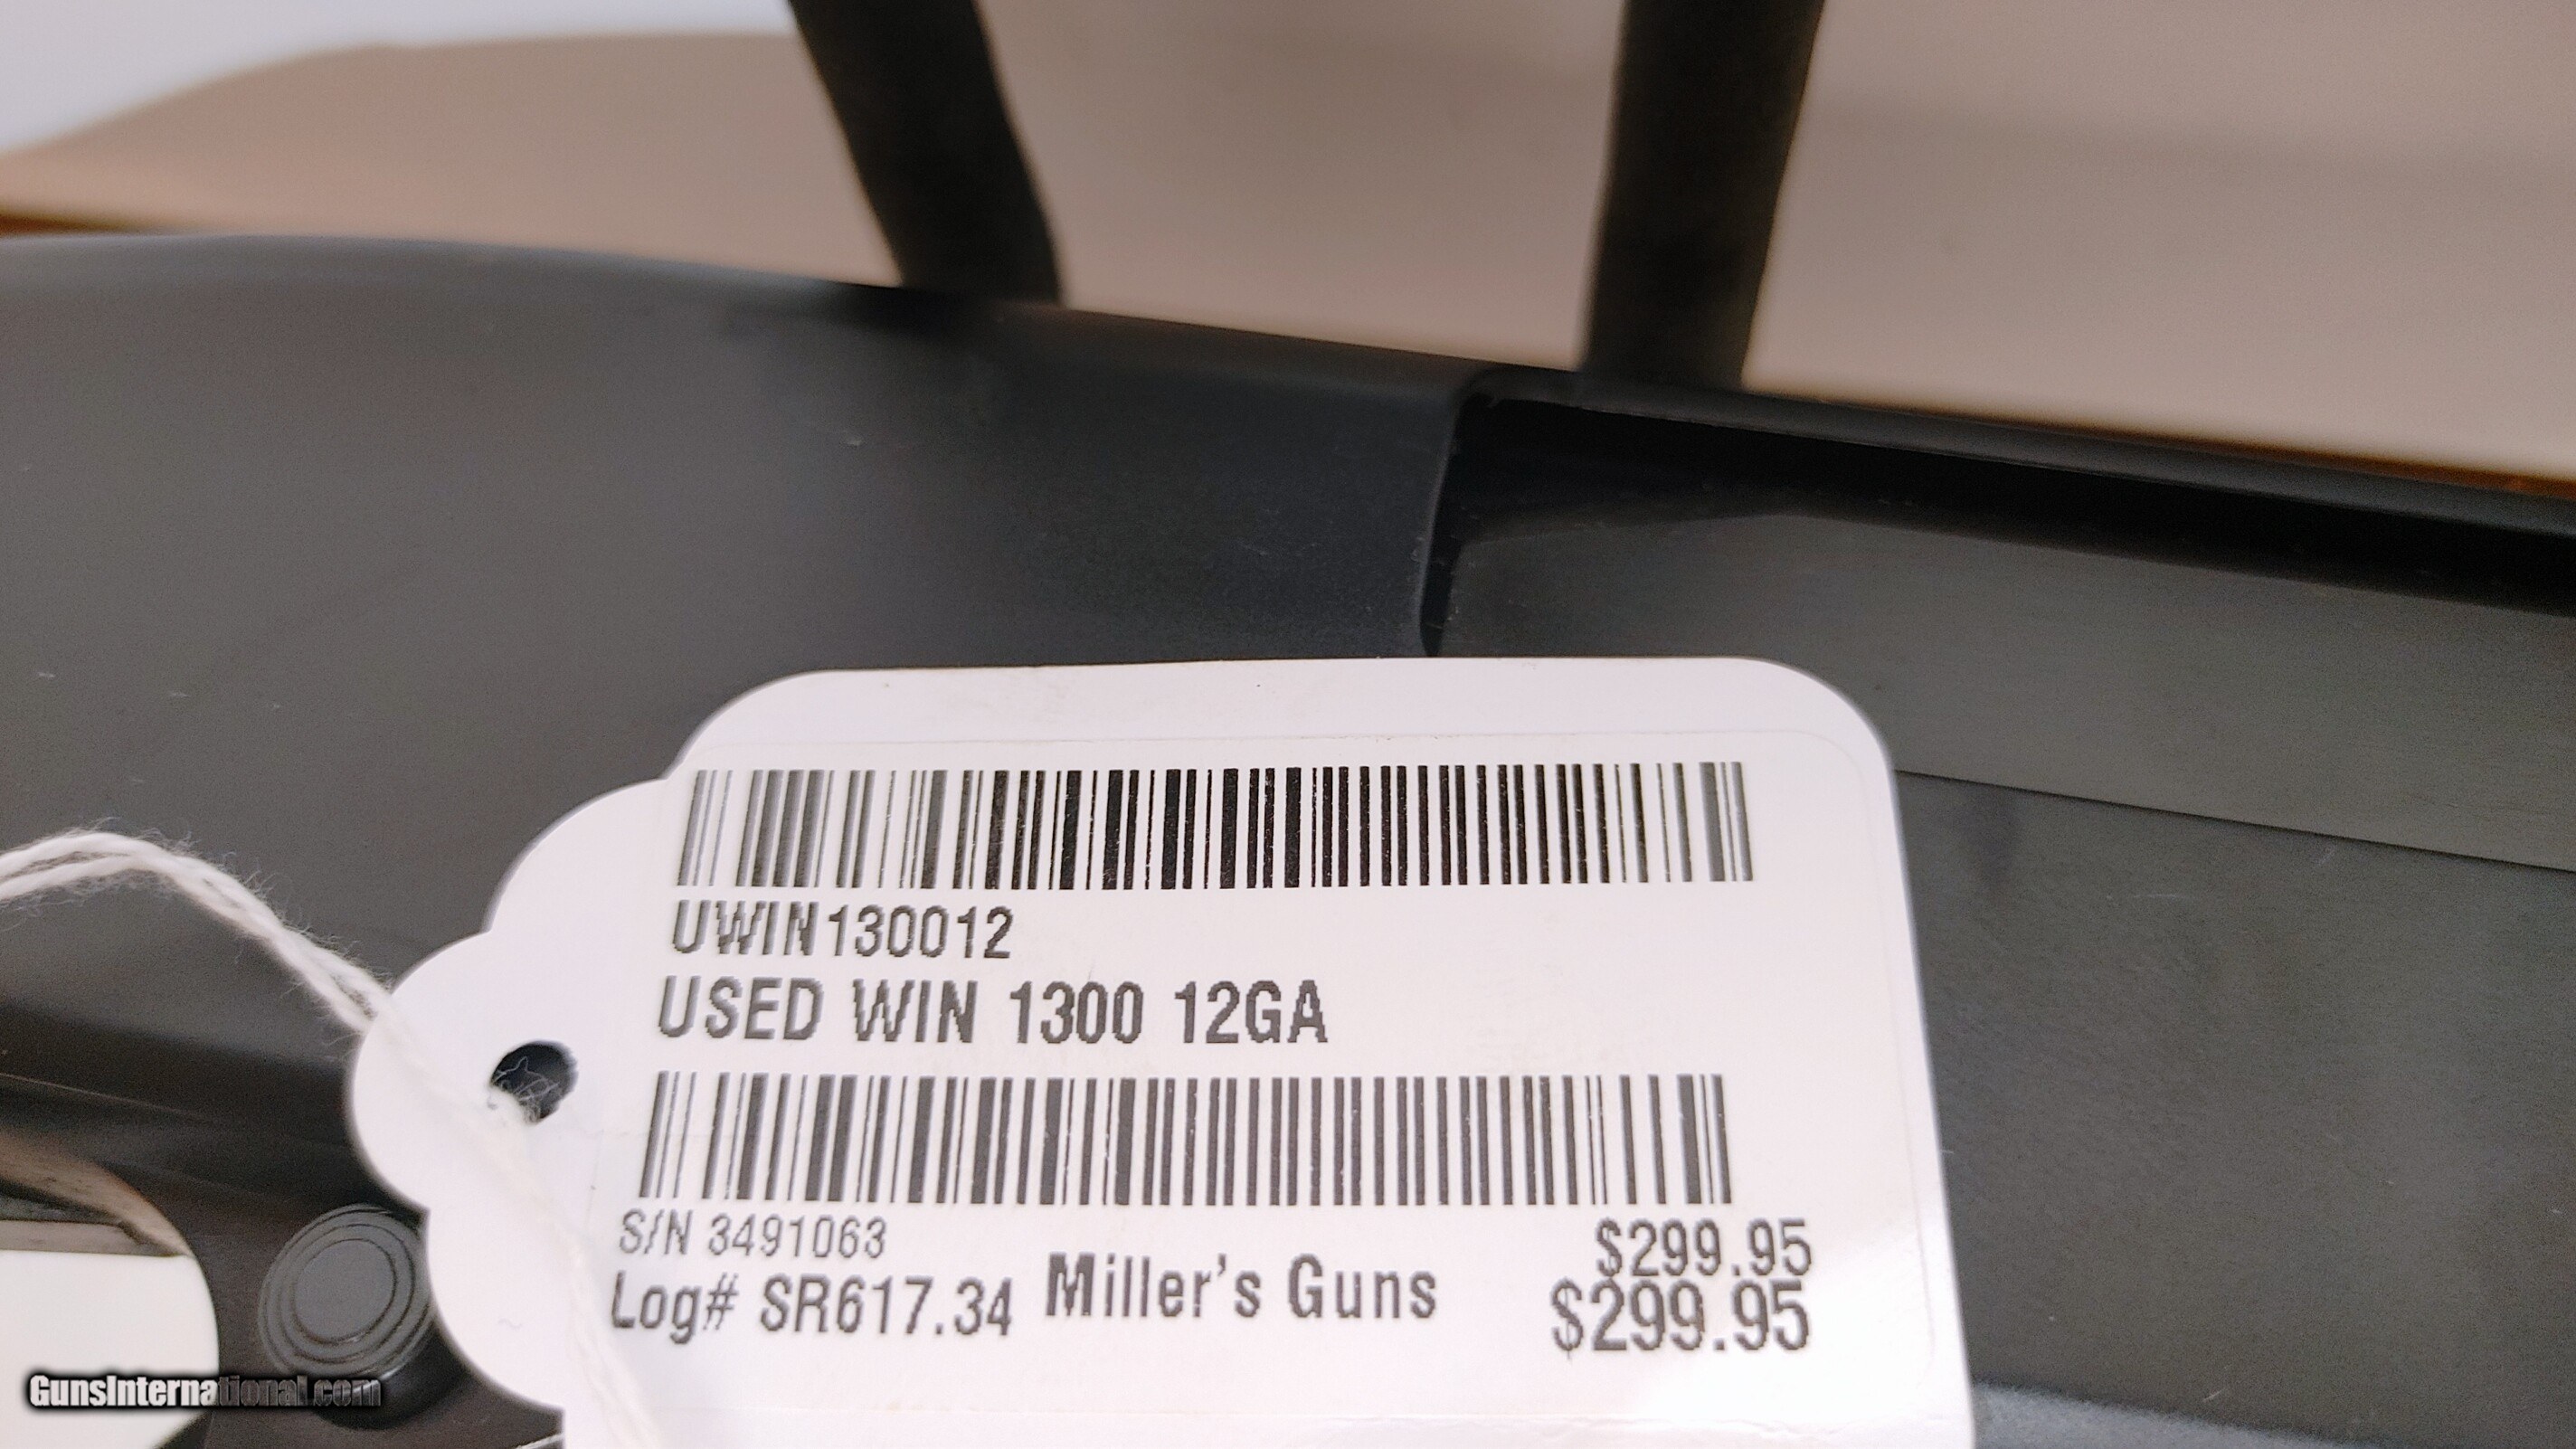 UWIN130012
USED WIN 1300 12GA
S/N 3491063
$299.95
Log# SR617.34 Miller's Guns $299.95
GunsInternational.com